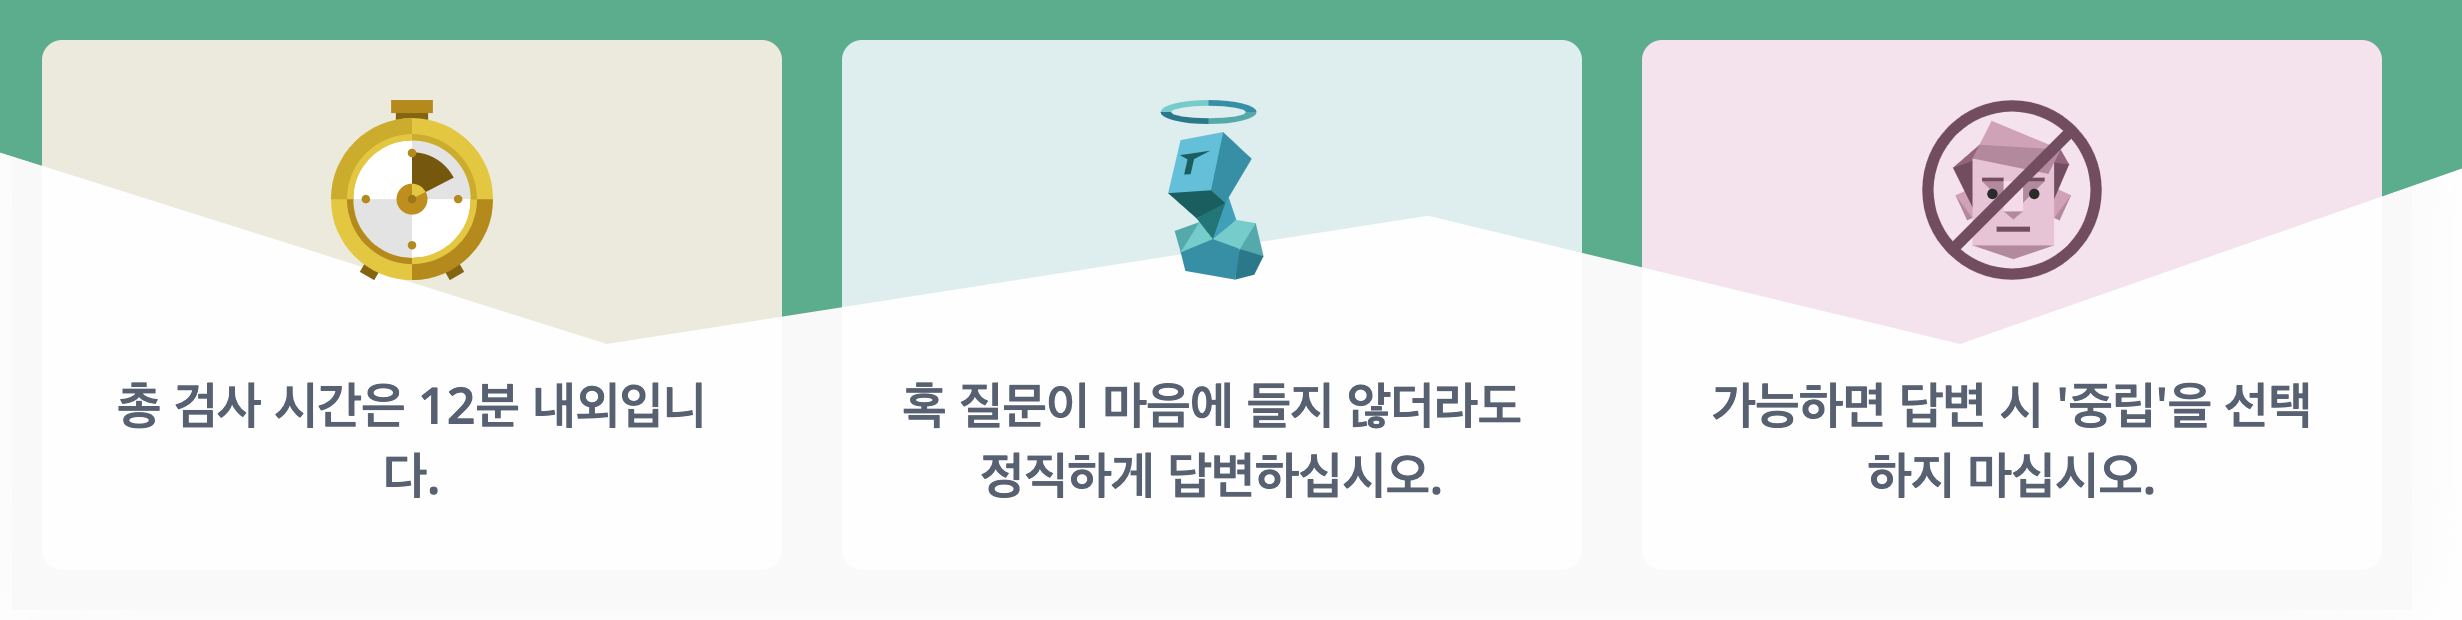 총 검사 시간은 12분 내외입니
다.
혹 질문이 마음에 들지 않더라도
정직하게 답변하십시오.
가능하면 답변 시 '중립'을 선택
하지 마십시오.
T